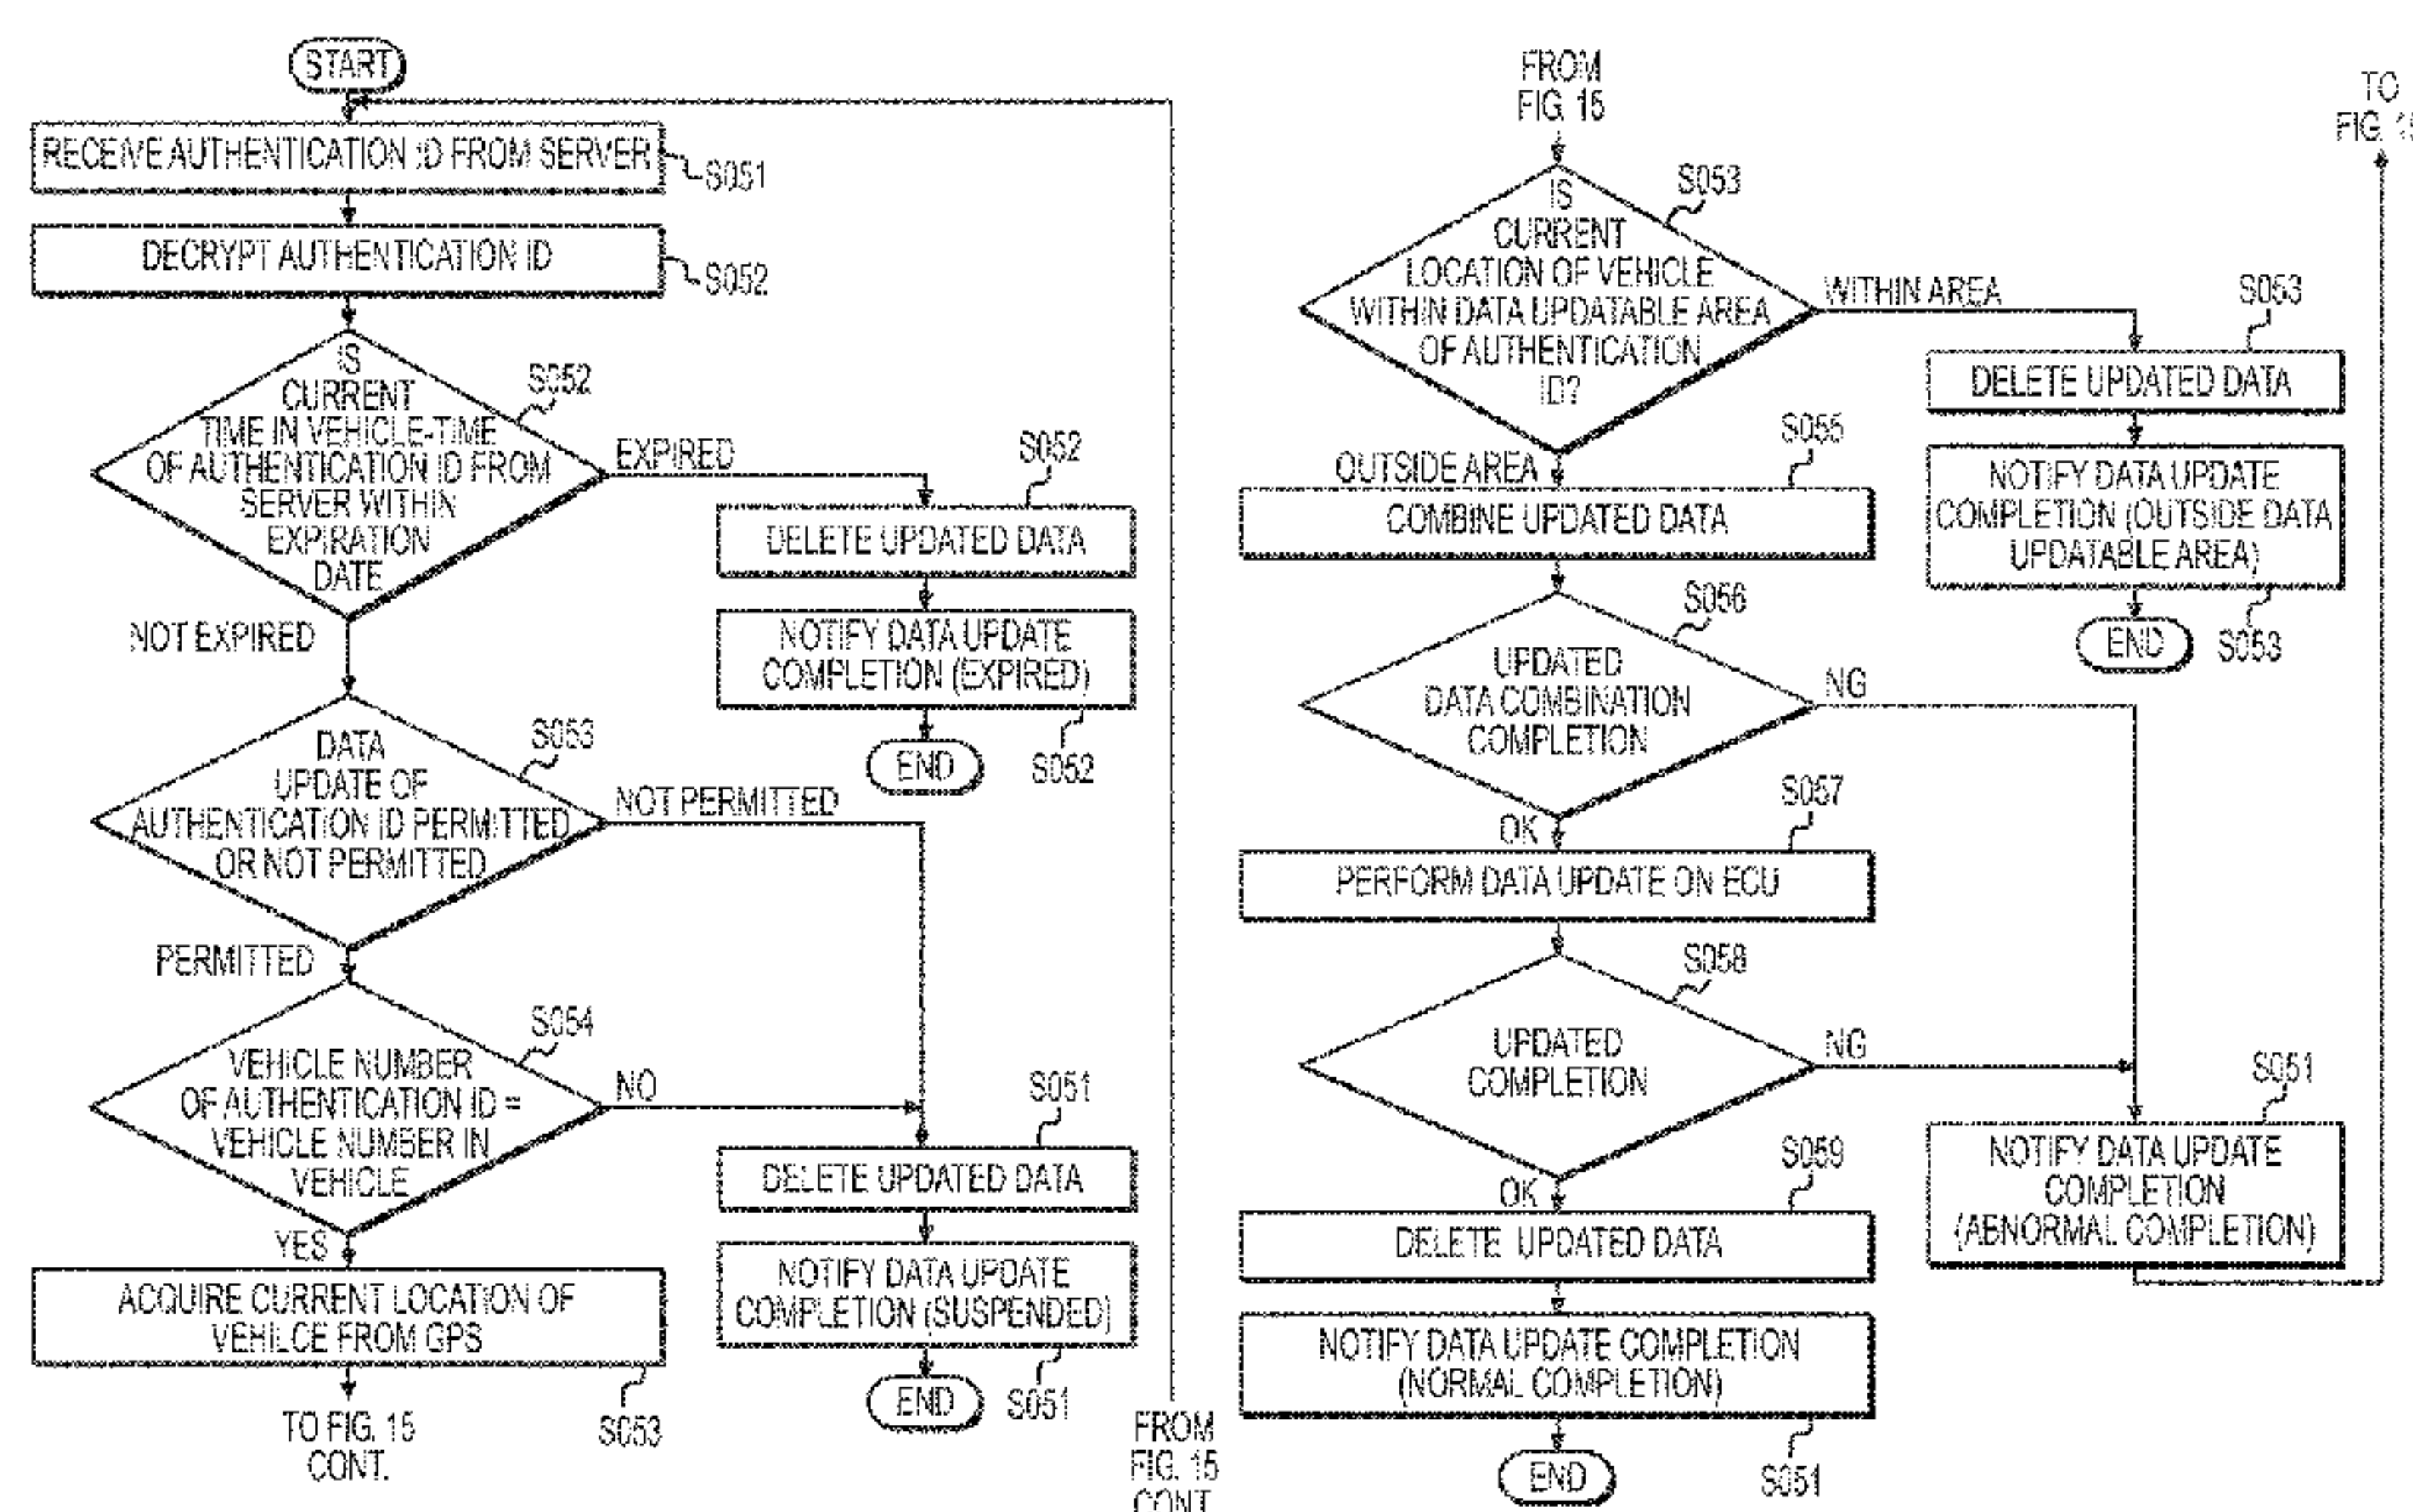 START
RECEIVE AUTHENTICATION ID FROM SERVER
S051
DECRYPT AUTHENTICATION ID
S052
IS
CURRENT
TIME IN VEHICLE-TIME
OF AUTHENTICATION ID FROM
SERVER WITHIN
EXPIRATION
DATE
S052
EXPIRED
NOT EXPIRED
S052
DELETE UPDATED DATA
NOTIFY DATA UPDATE
COMPLETION (EXPIRED)
END
S052
DATA
UPDATE OF
AUTHENTICATION ID PERMITTED
OR NOT PERMITTED
S053
NOT PERMITTED
PERMITTED
VEHICLE NUMBER
OF AUTHENTICATION ID =
VEHICLE NUMBER IN
VEHICLE
S054
NO
YES
S051
DELETE UPDATED DATA
NOTIFY DATA UPDATE
COMPLETION (SUSPENDED)
END
S051
ACQUIRE CURRENT LOCATION OF
VEHILCE FROM GPS
S053
TO FIG. 15
CONT.
FROM
FIG. 15
CONT.
FROM
FIG. 15
IS
CURRENT
LOCATION OF VEHICLE
WITHIN DATA UPDATABLE AREA
OF AUTHENTICATION
ID?
S053
WITHIN AREA
OUTSIDE AREA
S053
DELETE UPDATED DATA
NOTIFY DATA UPDATE
COMPLETION (OUTSIDE DATA
UPDATABLE AREA)
END
S053
S055
COMBINE UPDATED DATA
S056
UPDATED
DATA COMBINATION
COMPLETION
NG
OK
S057
PERFORM DATA UPDATE ON ECU
S058
UPDATED
COMPLETION
NG
OK
S051
NOTIFY DATA UPDATE
COMPLETION
(ABNORMAL COMPLETION)
S059
DELETE UPDATED DATA
NOTIFY DATA UPDATE COMPLETION
(NORMAL COMPLETION)
END
S051
TO
FIG. 15